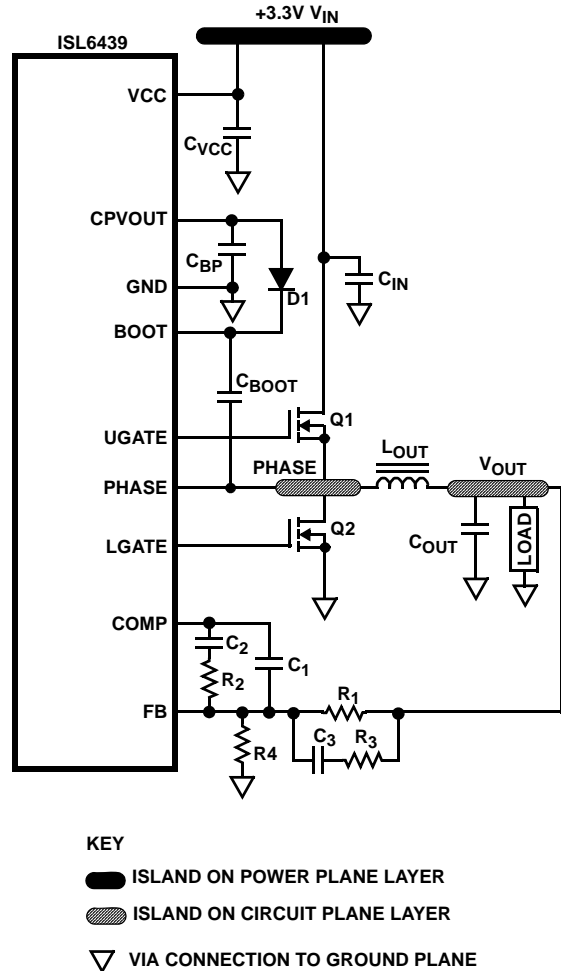 +3.3V VIN
ISL6439
VCC
CVCC
CPVOUT
CBP
GND
D1
CIN
BOOT
CBOOT
Q1
UGATE
LOUT
PHASE
VOUT
PHASE
Q2
COUT
LOAD
LGATE
COMP
C2
C1
R2
R1
FB
C3
R3
R4
KEY
ISLAND ON POWER PLANE LAYER
ISLAND ON CIRCUIT PLANE LAYER
VIA CONNECTION TO GROUND PLANE